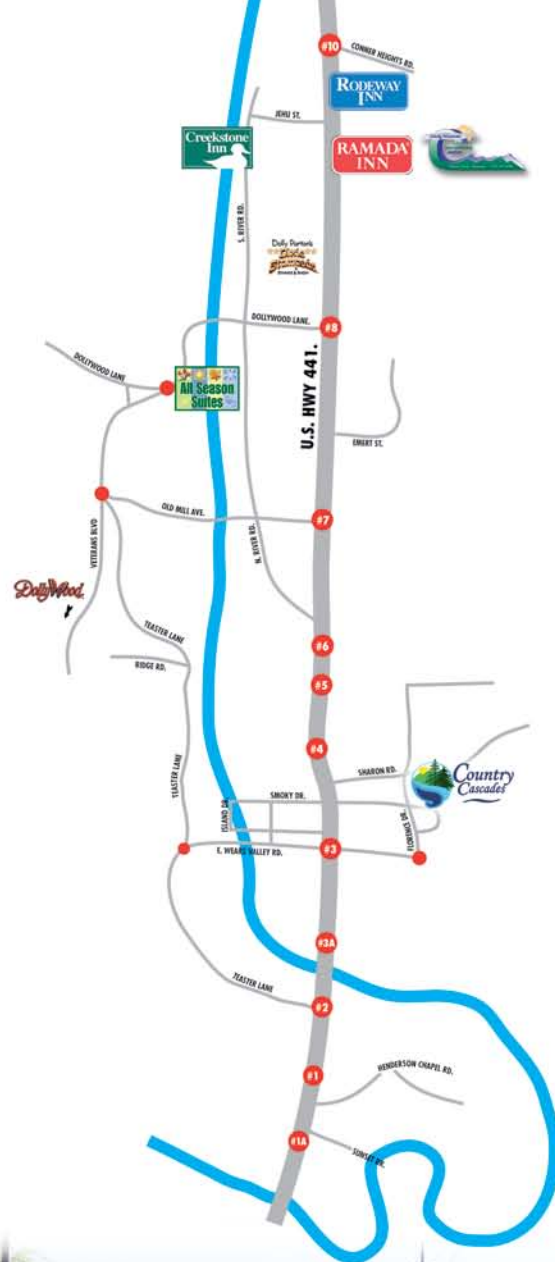 #10
CONNER HEIGHTS RD.
RODEWAY
INN
JEHU ST.
Creekstone
Inn
RAMADA
INN
S. RIVER RD.
Dolly Parton's
Dixie
Stampede
DOLLYWOOD LANE.
#8
U.S. HWY 441.
DOLLYWOOD LANE
All Season
Suites
EMERT ST.
OLD MILL AVE.
#7
VETERANS BLVD
N. RIVER RD.
DollyWood
TEASTER LANE
RIDGE RD.
#6
#5
#4
SHARON RD.
Country
Cascades
TEASTER LANE
SMOKY DR.
ISLAND DR.
FLORENCE DR.
E. WEARS VALLEY RD.
#3
#3A
TEASTER LANE
#2
#1
HENDERSON CHAPEL RD.
#1A
SUNSET DR.